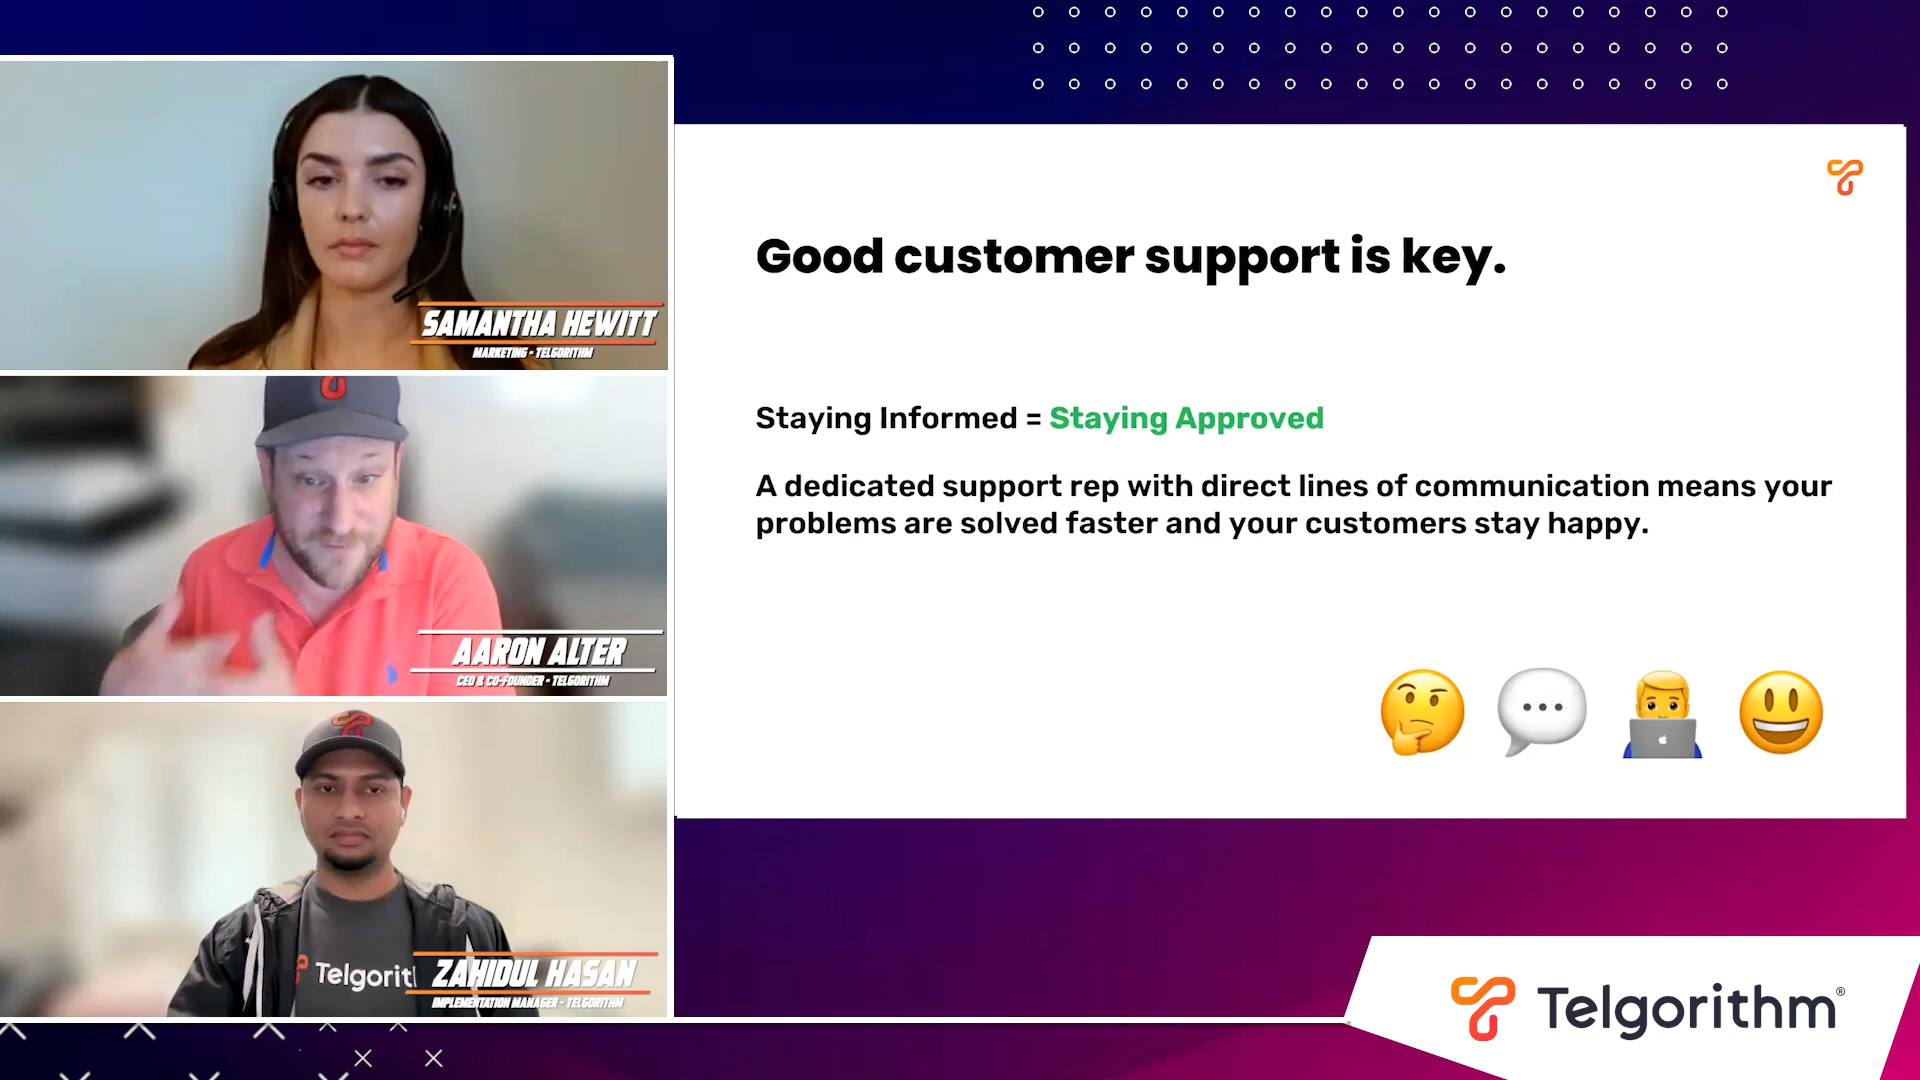 SAMANTHA HEWITT
MARKETING - TELGORITHM
AARON ALTER
CEO & CO-FOUNDER - TELGORITHM
Telgorit
ZAHIDUL HASAN
IMPLEMENTATION MANAGER - TELGORITHM
Good customer support is key.
Staying Informed = Staying Approved
A dedicated support rep with direct lines of communication means your
problems are solved faster and your customers stay happy.
Telgorithm®